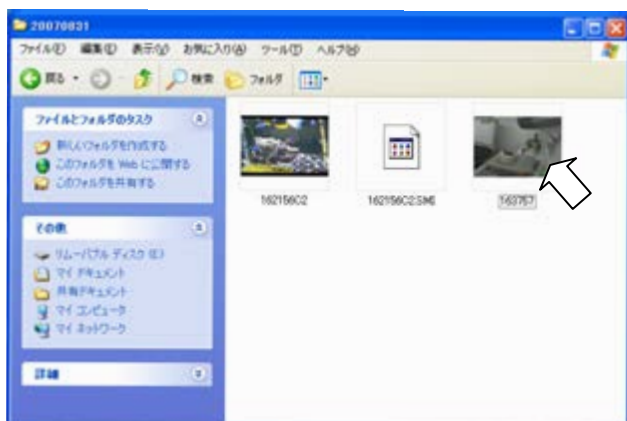 20070831
ファイル(F) 編集(E) 表示(V) お気に入り(A) ツール(T) ヘルプ(H)
戻る 検索 フォルダ
ファイルとフォルダのタスク
新しいフォルダを作成する
このフォルダを Web に公開する
このフォルダを共有する
その他
リムーバブル ディスク (E)
マイ ドキュメント
共有ドキュメント
マイ コンピュータ
マイ ネットワーク
詳細
162156C2
162156C2.SMI
163757